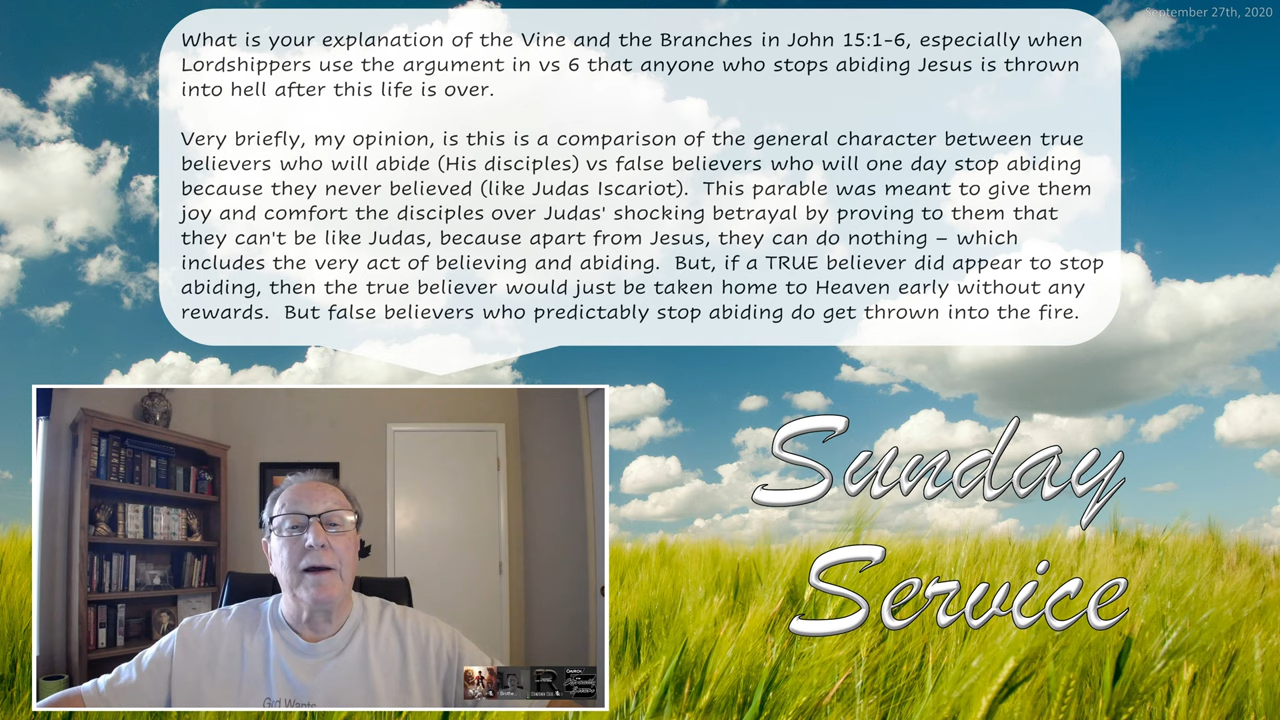 September 27th, 2020
What is your explanation of the Vine and the Branches in John 15:1-6, especially when
Lordshippers use the argument in vs 6 that anyone who stops abiding Jesus is thrown
into hell after this life is over.
Very briefly, my opinion, is this is a comparison of the general character between true
believers who will abide (His disciples) vs false believers who will one day stop abiding
because they never believed (like Judas Iscariot).  This parable was meant to give them
joy and comfort the disciples over Judas' shocking betrayal by proving to them that
they can't be like Judas, because apart from Jesus, they can do nothing – which
includes the very act of believing and abiding.  But, if a TRUE believer did appear to stop
abiding, then the true believer would just be taken home to Heaven early without any
rewards.  But false believers who predictably stop abiding do get thrown into the fire.
Sunday
Service
God Wants